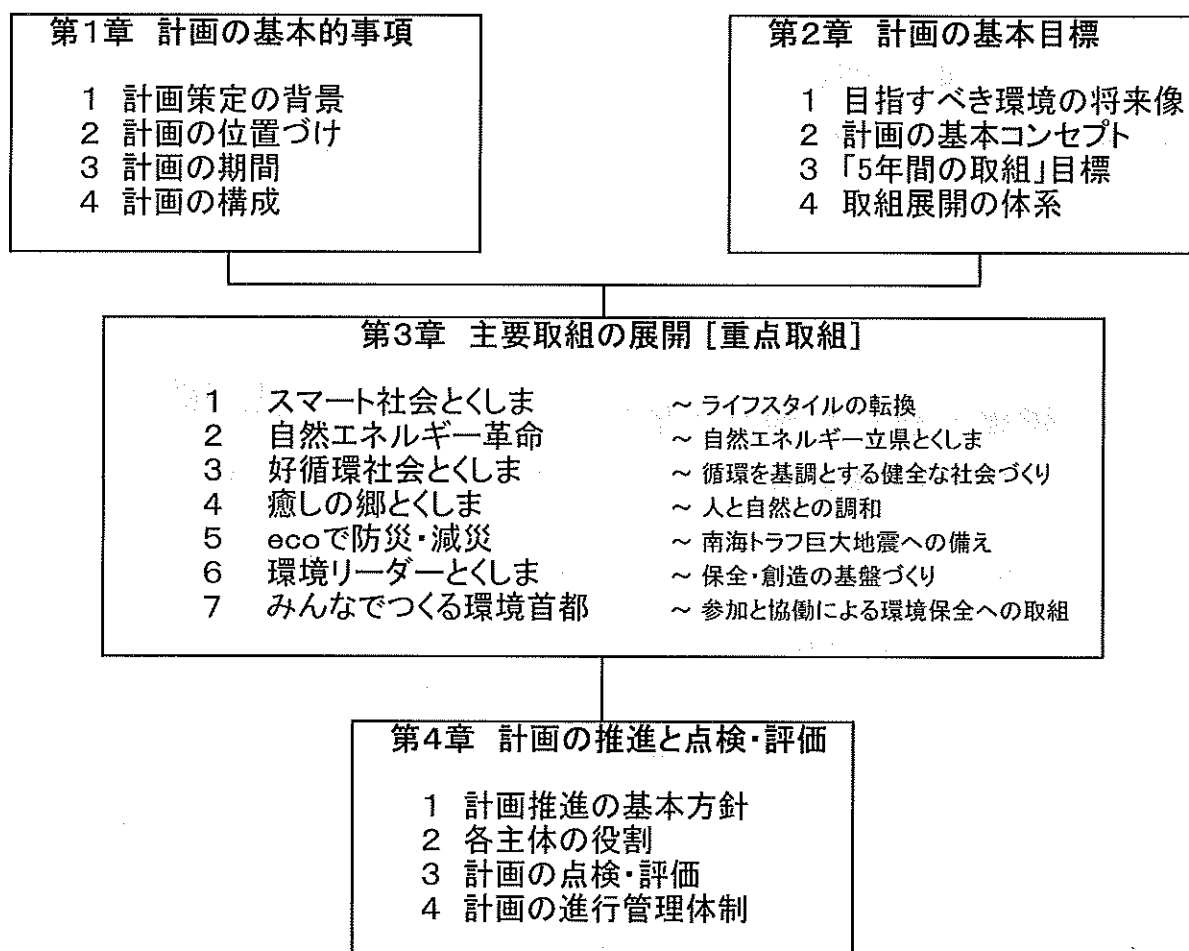 第1章 計画の基本的事項
1 計画策定の背景
2 計画の位置づけ
3 計画の期間
4 計画の構成
第2章 計画の基本目標
1 目指すべき環境の将来像
2 計画の基本コンセプト
3 「5年間の取組」目標
4 取組展開の体系
第3章 主要取組の展開［重点取組］
1 スマート社会とくしま ～ ライフスタイルの転換
2 自然エネルギー革命 ～ 自然エネルギー立県とくしま
3 好循環社会とくしま ～ 循環を基調とする健全な社会づくり
4 癒しの郷とくしま ～ 人と自然との調和
5 ecoで防災・減災 ～ 南海トラフ巨大地震への備え
6 環境リーダーとくしま ～ 保全・創造の基盤づくり
7 みんなでつくる環境首都 ～ 参加と協働による環境保全への取組
第4章 計画の推進と点検・評価
1 計画推進の基本方針
2 各主体の役割
3 計画の点検・評価
4 計画の進行管理体制